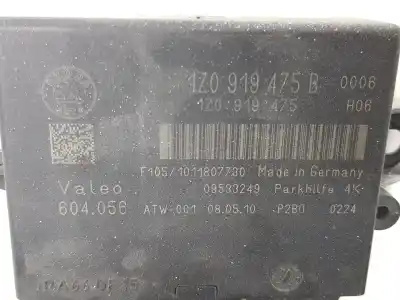 1Z0 919 475 B 0006
1Z0 919 475 H06
F105/1011807780 Made in Germany
Valeo 09533249 Parkhilfe 4K
604.056 ATW-001 08.05.10 P2B0 0224